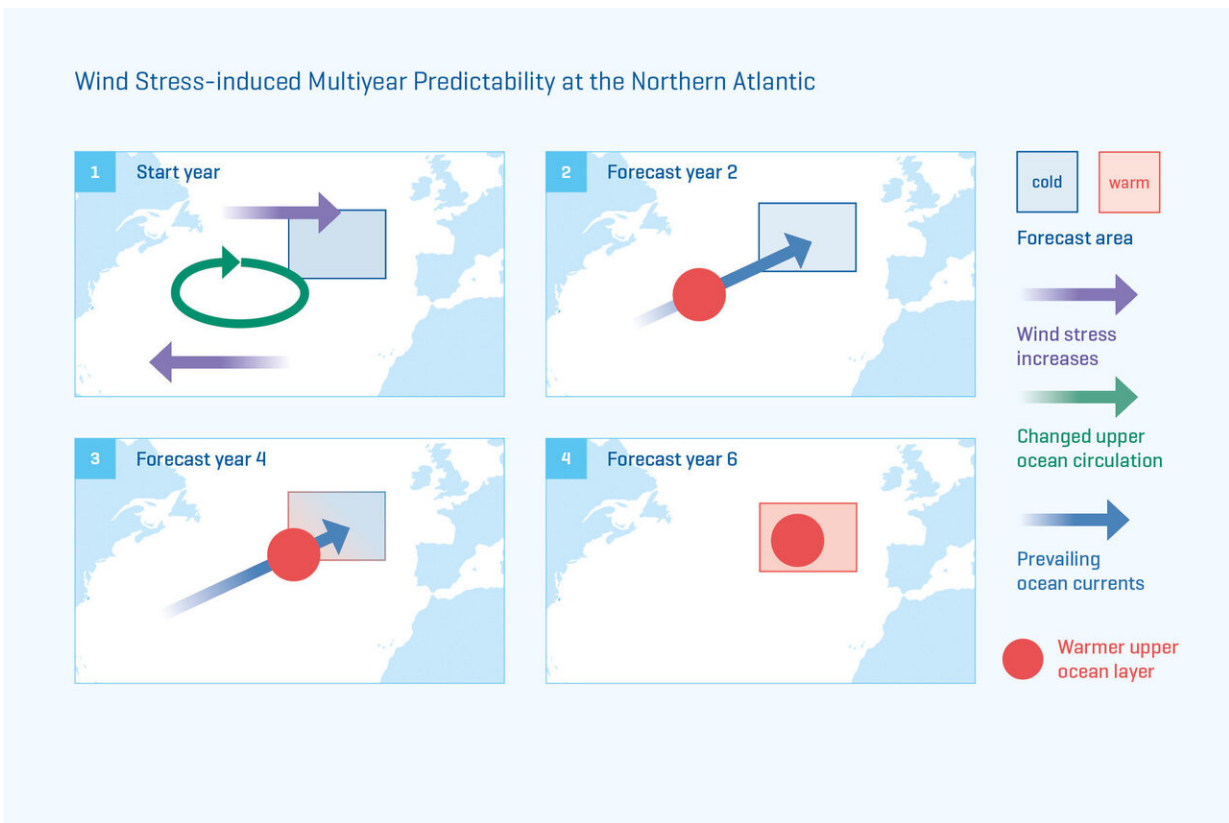 Wind Stress-induced Multiyear Predictability at the Northern Atlantic
1 Start year
2 Forecast year 2
3 Forecast year 4
4 Forecast year 6
cold
warm
Forecast area
Wind stress
increases
Changed upper
ocean circulation
Prevailing
ocean currents
Warmer upper
ocean layer